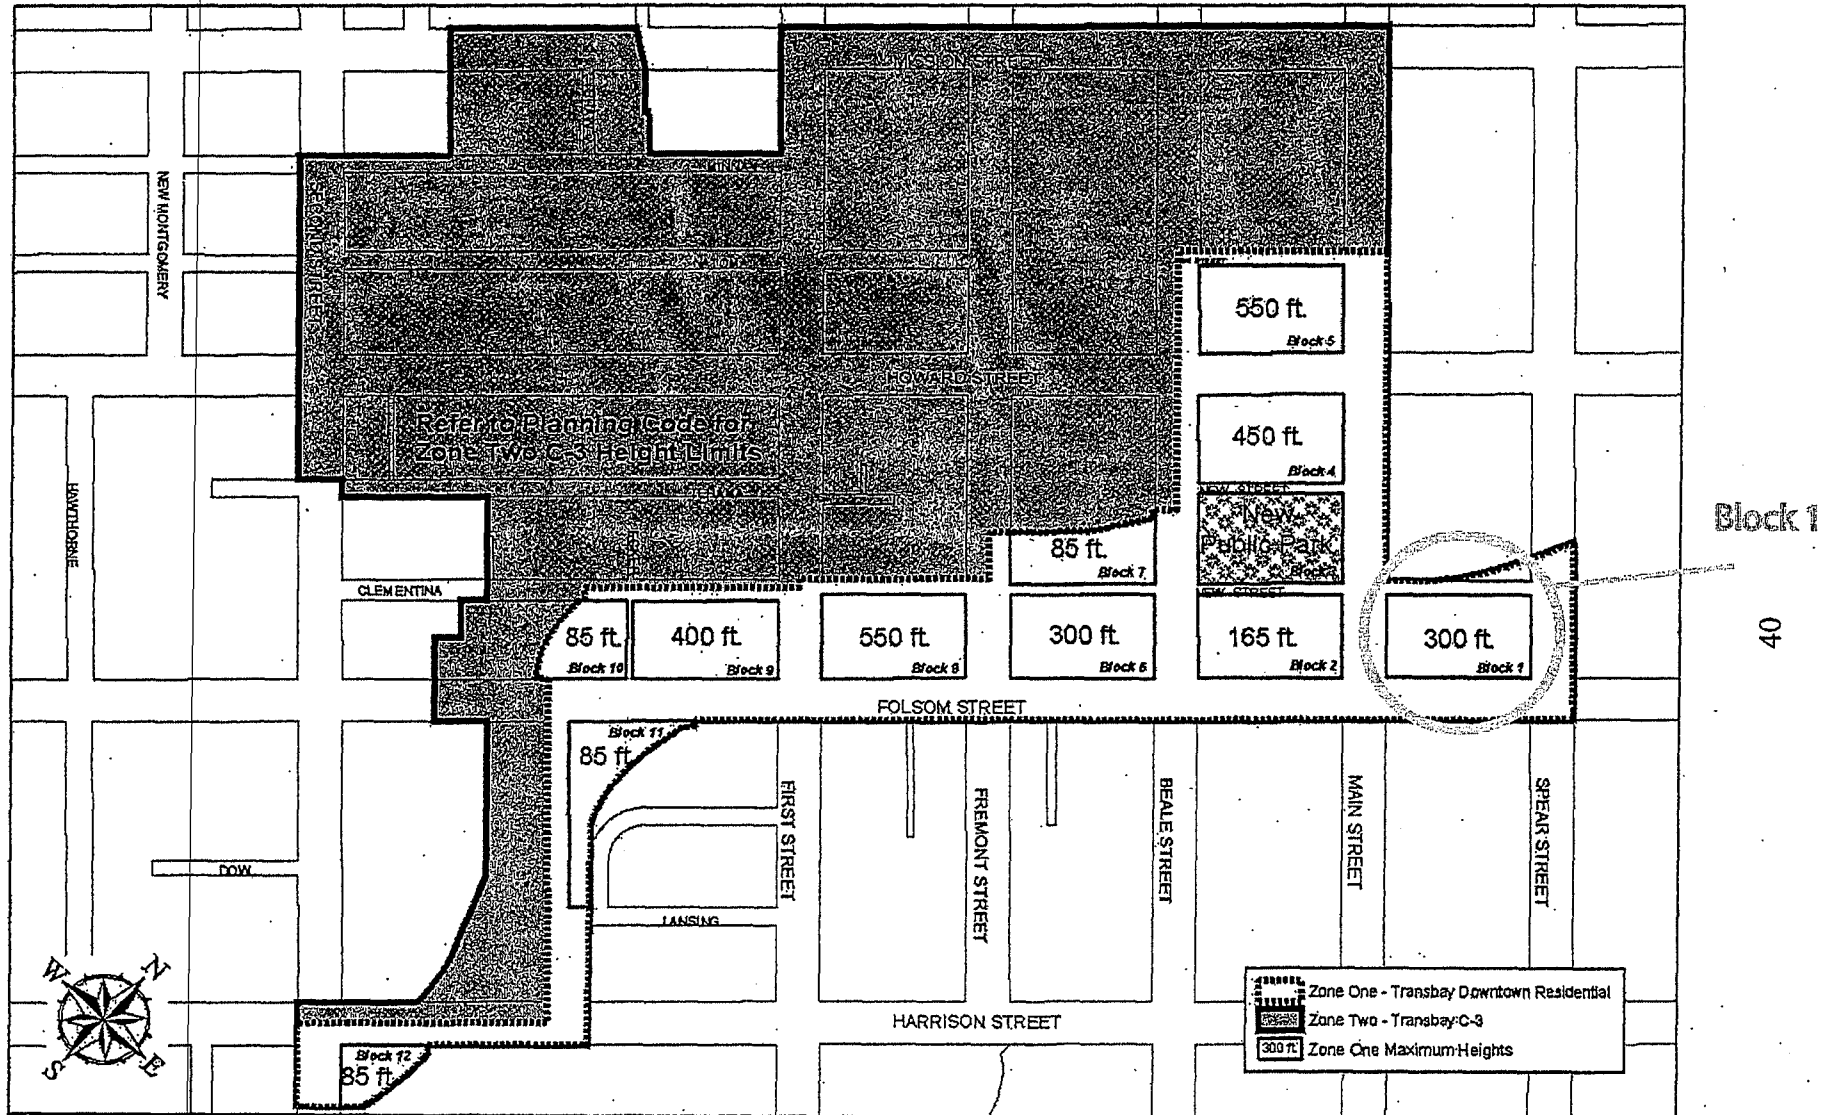 MISSION STREET
NEW MONTGOMERY
SECOND STREET
MINNA
NATOMA
550 ft.
Block 5
HOWARD STREET
Refer to Planning Code for
Zone Two C-3 Height Limits
450 ft.
Block 4
TEHAMA
NEW STREET
New
Public Park
HAWTHORNE
Block 1
85 ft.
Block 7
NEW STREET
CLEMENTINA
85 ft.
Block 10
400 ft.
Block 9
550 ft.
Block 8
300 ft.
Block 6
165 ft.
Block 2
300 ft.
Block 1
40
FOLSOM STREET
Block 11
85 ft.
FIRST STREET
FREMONT STREET
BEALE STREET
MAIN STREET
SPEAR STREET
DOW
LANSING
HARRISON STREET
W N
S E
Block 12
85 ft.
Zone One - Transbay Downtown Residential
Zone Two - Transbay C-3
300 ft. Zone One Maximum Heights